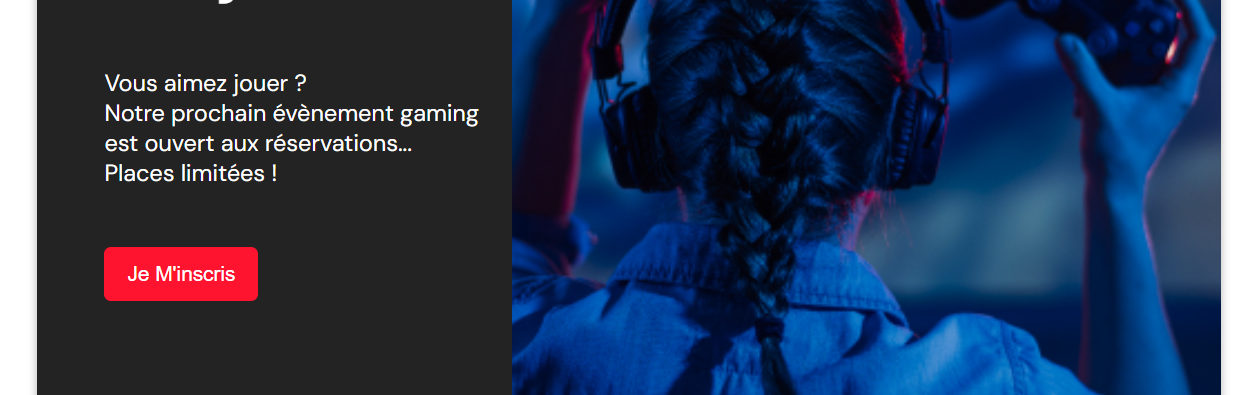 Vous aimez jouer ?
Notre prochain évènement gaming
est ouvert aux réservations...
Places limitées !
Je M'inscris